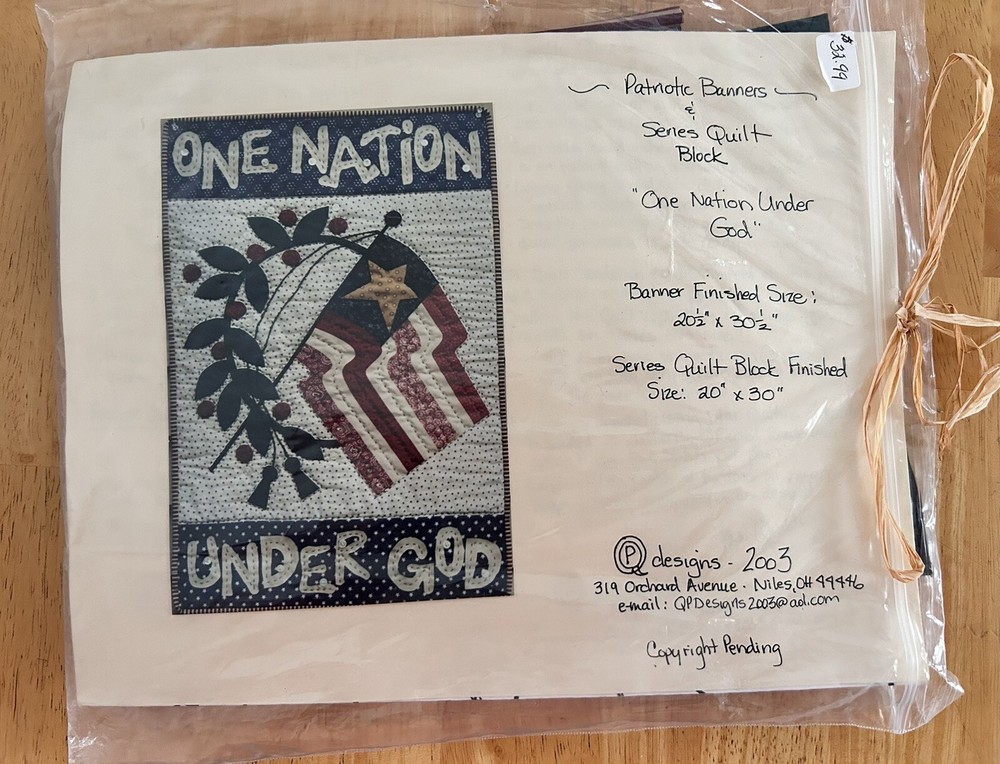 $32.99
ONE NATiON
UNDER GOD
Patriotic Banners
&
Series Quilt
Block
"One Nation Under
God"
Banner Finished Size:
20½" x 30½"
Series Quilt Block Finished
Size: 20" x 30"
QP designs - 2003
319 Orchard Avenue · Niles, OH 44446
e-mail: QPDesigns2003@aol.com
Copyright Pending